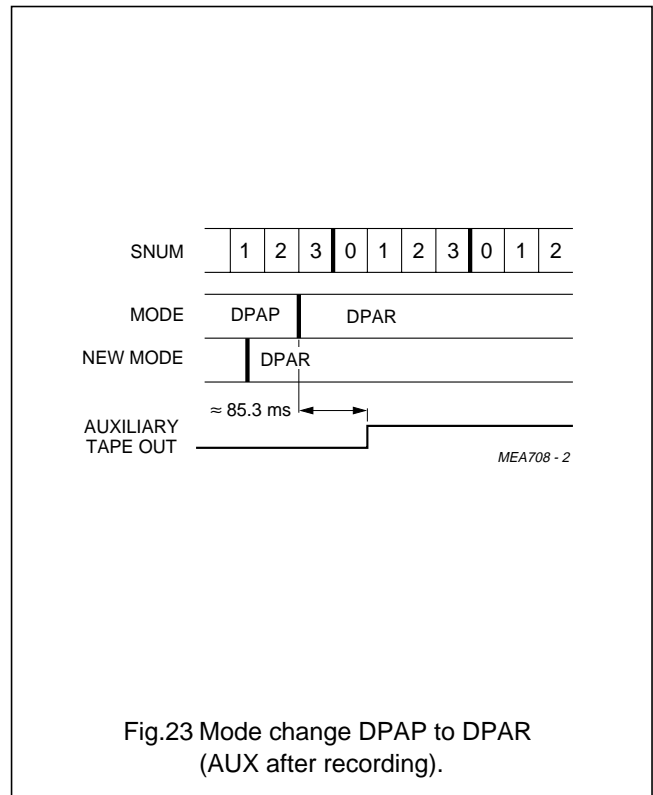 SNUM 1 2 3 0 1 2 3 0 1 2
MODE DPAP DPAR
NEW MODE DPAR
≈ 85.3 ms
AUXILIARY
TAPE OUT
MEA708 - 2
Fig.23 Mode change DPAP to DPAR
(AUX after recording).